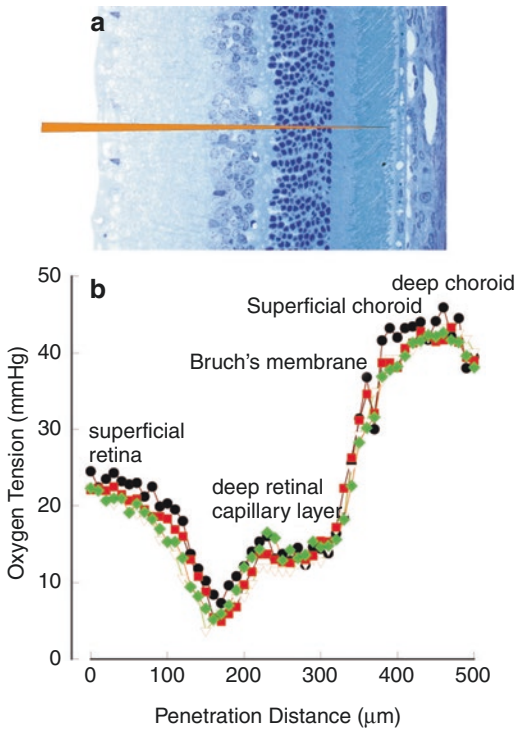 a
b
50
40
30
20
10
0
Oxygen Tension (mmHg)
deep choroid
Superficial choroid
Bruch's membrane
superficial
retina
deep retinal
capillary layer
0
100
200
300
400
500
Penetration Distance (μm)